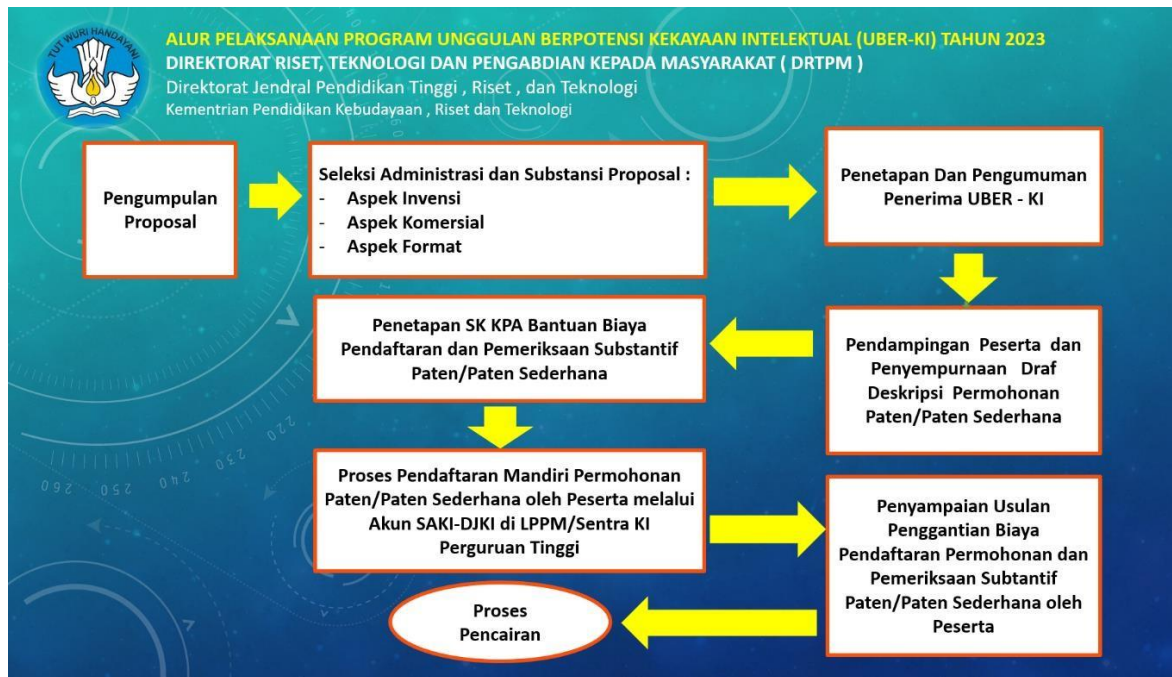 TUT WURI HANDAYANI
ALUR PELAKSANAAN PROGRAM UNGGULAN BERPOTENSI KEKAYAAN INTELEKTUAL (UBER-KI) TAHUN 2023
DIREKTORAT RISET, TEKNOLOGI DAN PENGABDIAN KEPADA MASYARAKAT ( DRTPM )
Direktorat Jendral Pendidikan Tinggi , Riset , dan Teknologi
Kementrian Pendidikan Kebudayaan , Riset dan Teknologi
Pengumpulan
Proposal
Seleksi Administrasi dan Substansi Proposal :
- Aspek Invensi
- Aspek Komersial
- Aspek Format
Penetapan Dan Pengumuman
Penerima UBER - KI
Pendampingan Peserta dan
Penyempurnaan Draf
Deskripsi Permohonan
Paten/Paten Sederhana
Penetapan SK KPA Bantuan Biaya
Pendaftaran dan Pemeriksaan Substantif
Paten/Paten Sederhana
Proses Pendaftaran Mandiri Permohonan
Paten/Paten Sederhana oleh Peserta melalui
Akun SAKI-DJKI di LPPM/Sentra KI
Perguruan Tinggi
Penyampaian Usulan
Penggantian Biaya
Pendaftaran Permohonan dan
Pemeriksaan Subtantif
Paten/Paten Sederhana oleh
Peserta
Proses
Pencairan
260
250
240
230
220